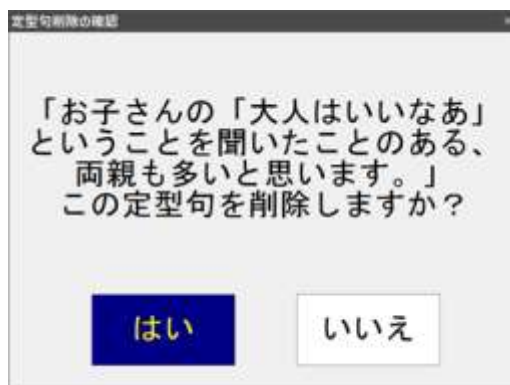 定型句削除の確認
「お子さんの「大人はいいなあ」
ということを聞いたことのある、
両親も多いと思います。」
この定型句を削除しますか？
はい
いいえ